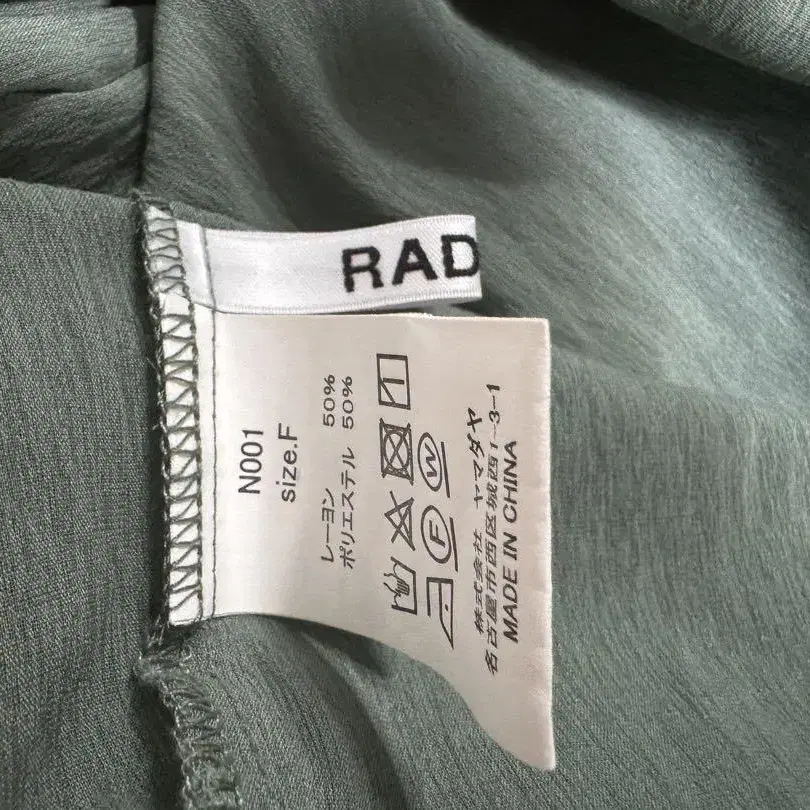 RAD
N001
size.F
レーヨン 50%
ポリエステル 50%
W
F
株式会社 ヤマダヤ
名古屋市西区城西1-3-1
MADE IN CHINA